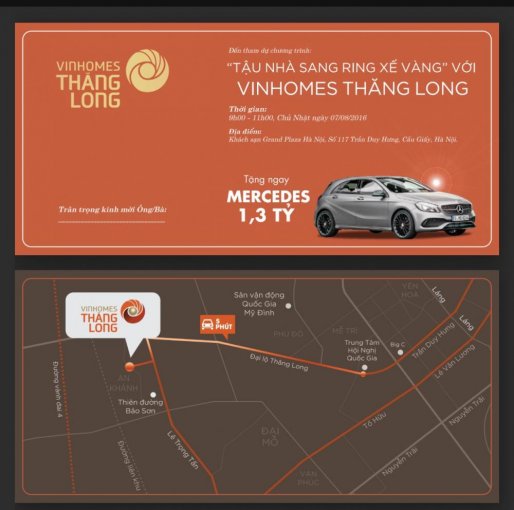 VINHOMES
THĂNG
LONG
Đến tham dự chương trình:
“TẬU NHÀ SANG RING XẾ VÀNG” VỚI
VINHOMES THĂNG LONG
Thời gian:
9h00 - 11h00, Chủ Nhật ngày 07/08/2016
Địa điểm:
Khách sạn Grand Plaza Hà Nội, Số 117 Trần Duy Hưng, Cầu Giấy, Hà Nội.
Tặng ngay
MERCEDES
1,3 TỶ
Trân trọng kính mời Ông/Bà:
VINHOMES
THĂNG
LONG
5
PHÚT
Sân vận động
Quốc Gia
Mỹ Đình
YÊN
HOÀ
Láng
PHÚ ĐÔ
MỄ TRÌ
Trung Tâm
Hội Nghị
Quốc Gia
Big C
Trần Duy Hưng
Láng
Lê Văn Lương
Đại lộ Thăng Long
AN
KHÁNH
Thiên đường
Bảo Sơn
Đường vành đai 4
Đường liên khu
Lê Trọng Tấn
ĐẠI
MỖ
Tố Hữu
VẠN
PHÚC
Nguyễn Trãi
Nguyễn Trãi